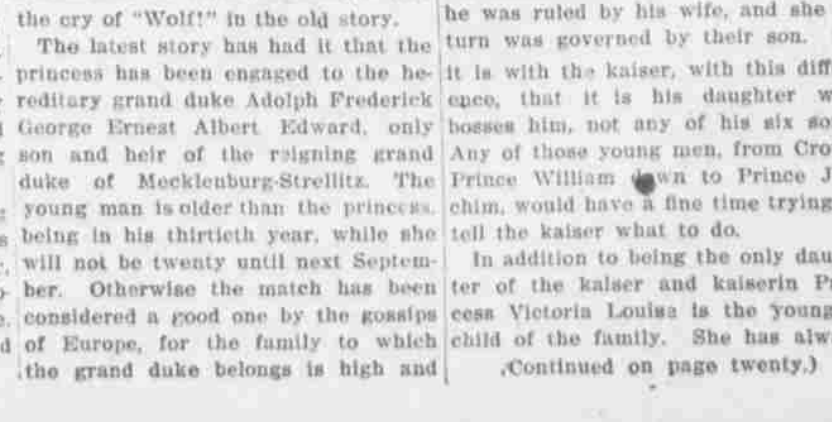 the cry of "Wolf!" in the old story.
The latest story has had it that the
princess has been engaged to the he-
reditary grand duke Adolph Frederick
George Ernest Albert Edward, only
son and heir of the reigning grand
duke of Mecklenburg-Strellitz. The
young man is older than the princess,
being in his thirtieth year, while she
will not be twenty until next Septem-
ber. Otherwise the match has been
considered a good one by the gossips
of Europe, for the family to which
the grand duke belongs is high and
he was ruled by his wife, and she
turn was governed by their son.
it is with the kaiser, with this diff
ence, that it is his daughter w
bosses him, not any of his six so
Any of those young men, from Cro
Prince William down to Prince J
chim, would have a fine time trying
tell the kaiser what to do.
In addition to being the only dau
ter of the kaiser and kaiserin Pr
cess Victoria Louise is the young
child of the family. She has alw
(Continued on page twenty.)